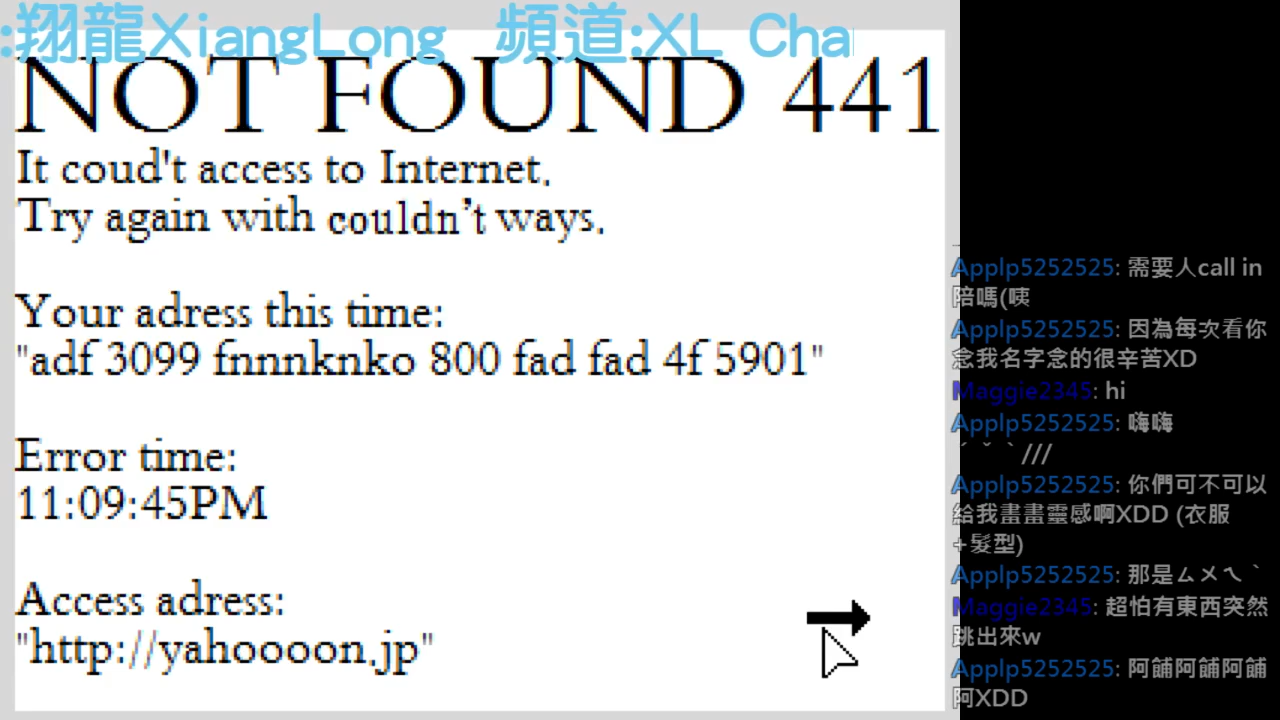 :翔龍XiangLong 頻道:XL Cha
NOT FOUND 441
It coud't access to Internet.
Try again with couldn't ways.
Your adress this time:
"adf 3099 fnnnknko 800 fad fad 4f 5901"
Error time:
11:09:45PM
Access adress:
"http://yahoooon.jp"
Applp5252525: 需要人call in
陪嗎(咦
Applp5252525: 因為每次看你
念我名字念的很辛苦XD
Maggie2345: hi
Applp5252525: 嗨嗨
ˊˇˋ///
Applp5252525: 你們可不可以
給我畫畫靈感啊XDD (衣服
+髮型)
Applp5252525: 那是ㄙㄨㄟˋ
Maggie2345: 超怕有東西突然
跳出來w
Applp5252525: 阿舖阿舖阿舖
阿XDD